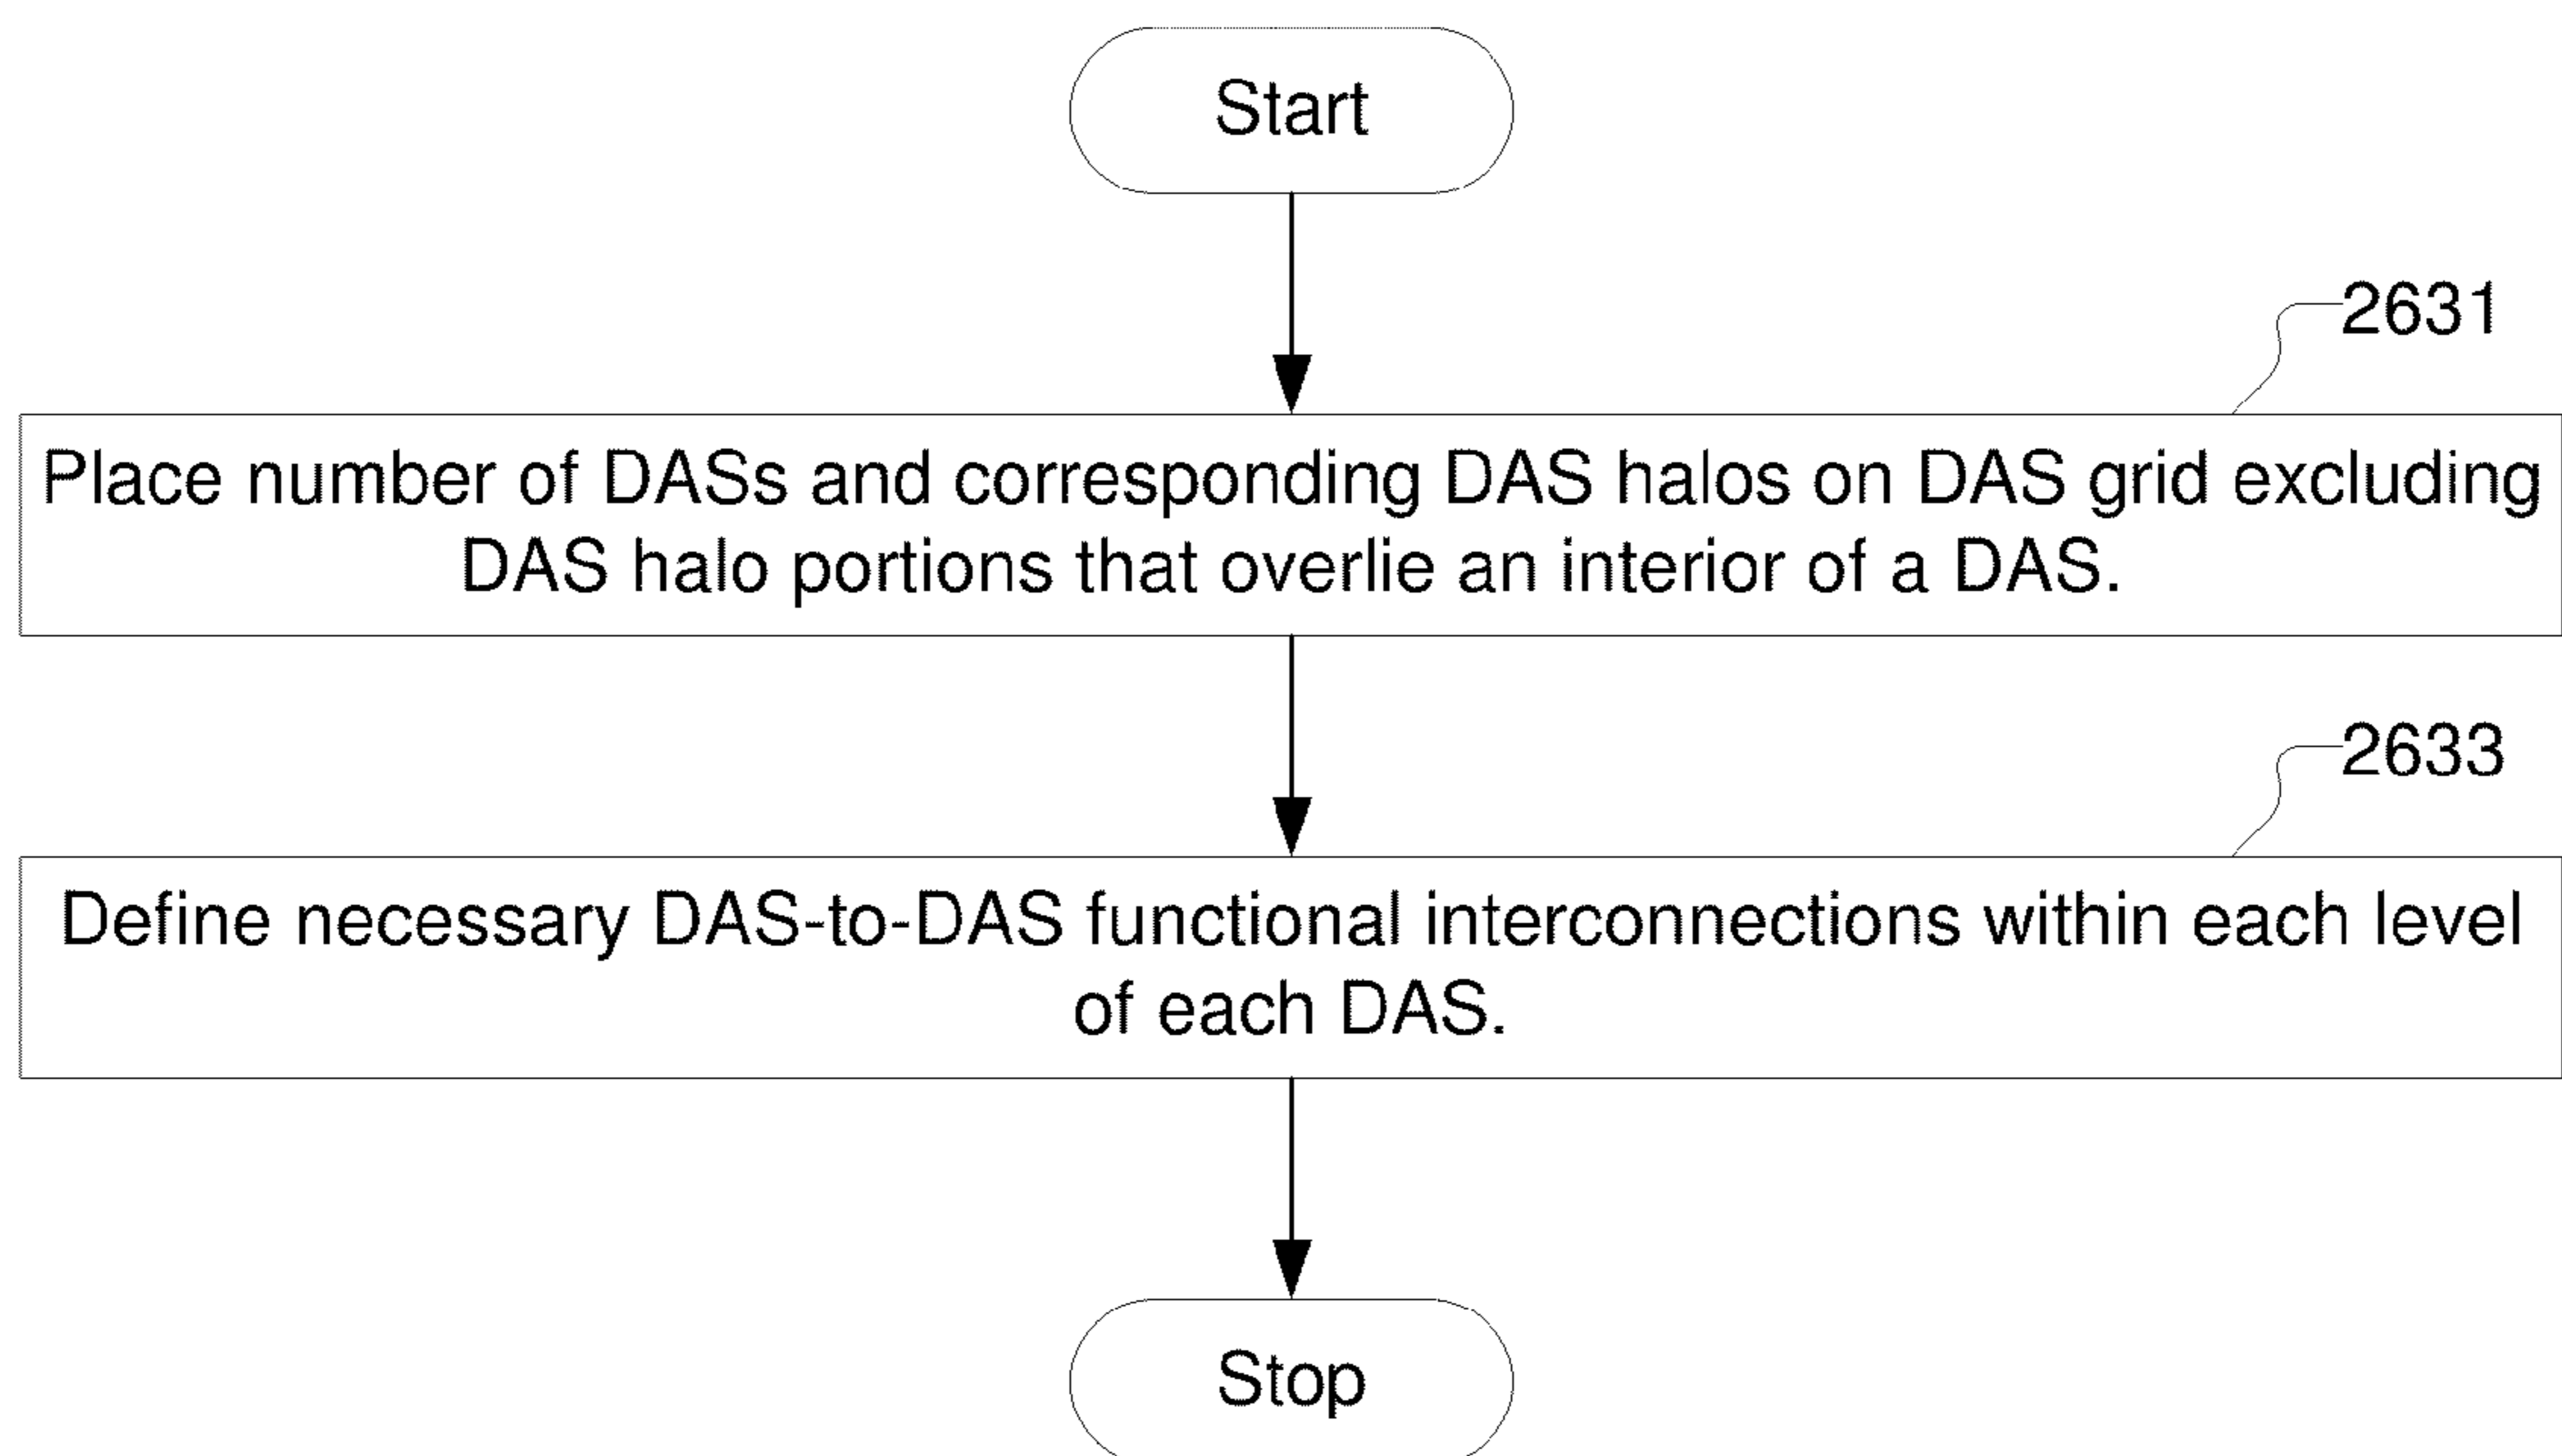 Start
2631
Place number of DASs and corresponding DAS halos on DAS grid excluding
DAS halo portions that overlie an interior of a DAS.
2633
Define necessary DAS-to-DAS functional interconnections within each level
of each DAS.
Stop